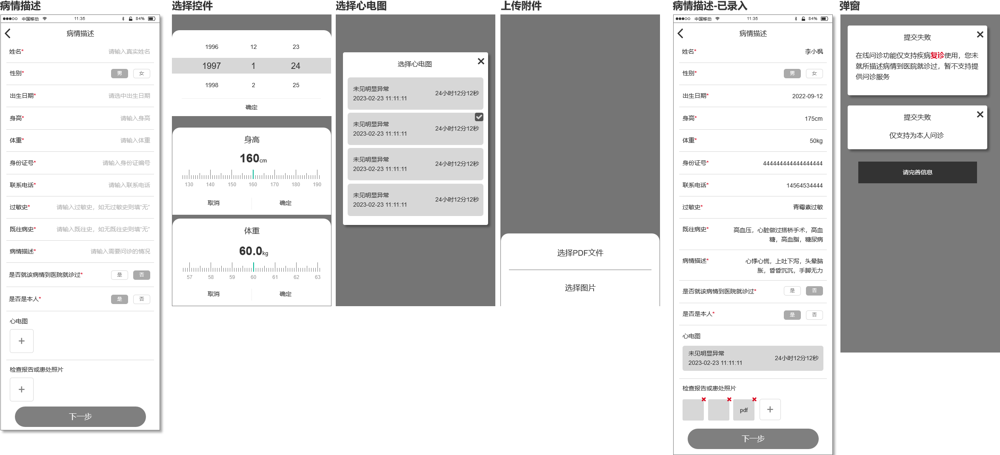 病情描述
中国移动
11:35
84%
病情描述
姓名*
请输入真实姓名
性别*
男
女
出生日期*
请选中出生日期
身高*
请输入身高
体重*
请输入体重
身份证号*
请输入身份证编号
联系电话*
请输入联系电话
过敏史*
请输入过敏史，如无过敏史则填“无”
既往病史*
请输入既往史，如无既往史则填“无”
病情描述*
请输入需要问诊的情况
是否就该病情到医院就诊过*
是
否
是否是本人*
是
否
心电图
+
检查报告或患处照片
+
下一步
选择控件
1996 12 23
1997 1 24
1998 2 25
确定
身高
160cm
130 140 150 160 170 180 190
取消 确定
体重
60.0kg
57 58 59 60 61 62 63
取消 确定
选择心电图
选择心电图
未见明显异常
2023-02-23 11:11:11
24小时12分12秒
未见明显异常
2023-02-23 11:11:11
24小时12分12秒
未见明显异常
2023-02-23 11:11:11
24小时12分12秒
未见明显异常
2023-02-23 11:11:11
24小时12分12秒
上传附件
选择PDF文件
选择图片
病情描述-已录入
中国移动
11:35
84%
病情描述
姓名*
李小枫
性别*
男
女
出生日期*
2022-09-12
身高*
175cm
体重*
50kg
身份证号*
444444444444444444
联系电话*
14564534444
过敏史*
青霉素过敏
既往病史*
高血压，心脏做过搭桥手术，高血
糖，高血脂，糖尿病
病情描述*
心悸心慌，上吐下泻，头晕脑
胀，昏昏沉沉，手脚无力
是否就该病情到医院就诊过*
是
否
是否是本人*
是
否
心电图
未见明显异常
2023-02-23 11:11:11
24小时12分12秒
检查报告或患处照片
pdf
+
下一步
弹窗
提交失败
在线问诊功能仅支持疾病复诊使用，您未
就所描述病情到医院就诊过，暂不支持提
供问诊服务
提交失败
仅支持为本人问诊
请完善信息